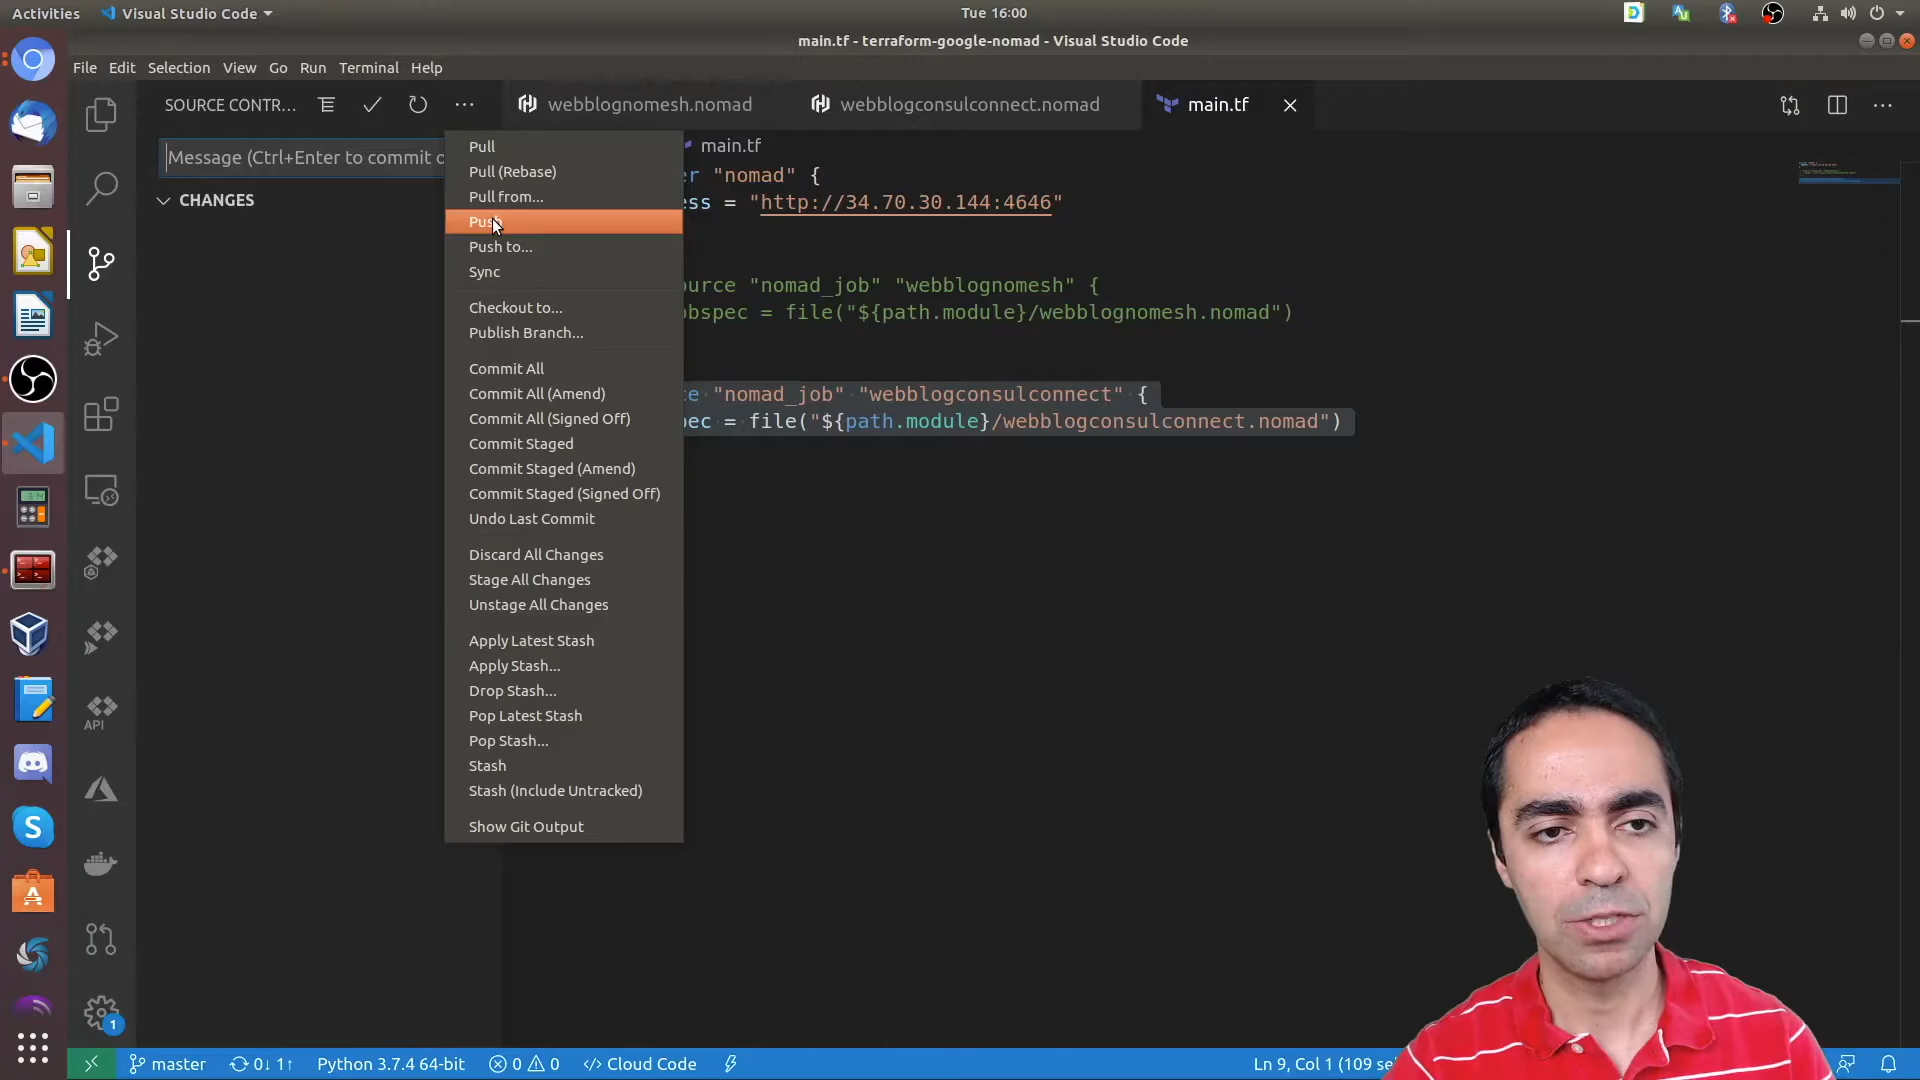 Activities
Visual Studio Code
Tue 16:00
main.tf - terraform-google-nomad - Visual Studio Code
File Edit Selection View Go Run Terminal Help
SOURCE CONTR...
webblognomesh.nomad
webblogconsulconnect.nomad
main.tf
Message (Ctrl+Enter to commit
CHANGES
Pull
Pull (Rebase)
Pull from...
Push
Push to...
Sync
Checkout to...
Publish Branch...
Commit All
Commit All (Amend)
Commit All (Signed Off)
Commit Staged
Commit Staged (Amend)
Commit Staged (Signed Off)
Undo Last Commit
Discard All Changes
Stage All Changes
Unstage All Changes
Apply Latest Stash
Apply Stash...
Drop Stash...
Pop Latest Stash
Pop Stash...
Stash
Stash (Include Untracked)
Show Git Output
main.tf
r "nomad" {
ss = "http://34.70.30.144:4646"
urce "nomad_job" "webblognomesh" {
bspec = file("${path.module}/webblognomesh.nomad")
e "nomad_job" "webblogconsulconnect" {
ec = file("${path.module}/webblogconsulconnect.nomad")
API
1
master
0↓ 1↑
Python 3.7.4 64-bit
0
0
Cloud Code
Ln 9, Col 1 (109 se